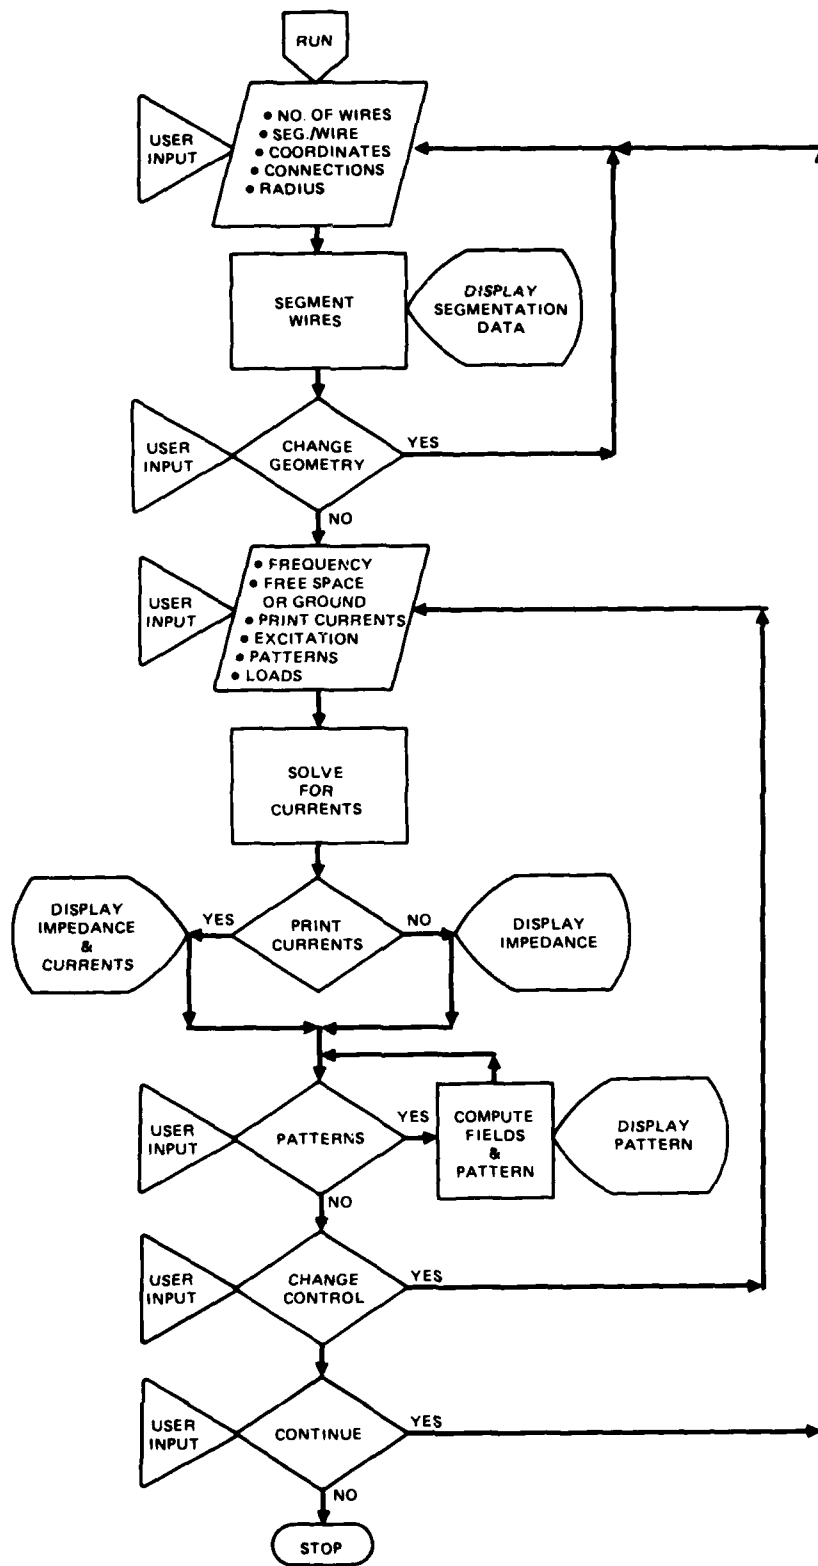 RUN
USER
INPUT
• NO. OF WIRES
• SEG./WIRE
• COORDINATES
• CONNECTIONS
• RADIUS
SEGMENT
WIRES
DISPLAY
SEGMENTATION
DATA
USER
INPUT
CHANGE
GEOMETRY
YES
NO
USER
INPUT
• FREQUENCY
• FREE SPACE
OR GROUND
• PRINT CURRENTS
• EXCITATION
• PATTERNS
• LOADS
SOLVE
FOR
CURRENTS
DISPLAY
IMPEDANCE
&
CURRENTS
YES
PRINT
CURRENTS
NO
DISPLAY
IMPEDANCE
USER
INPUT
PATTERNS
YES
COMPUTE
FIELDS
&
PATTERN
DISPLAY
PATTERN
NO
USER
INPUT
CHANGE
CONTROL
YES
USER
INPUT
CONTINUE
YES
NO
STOP